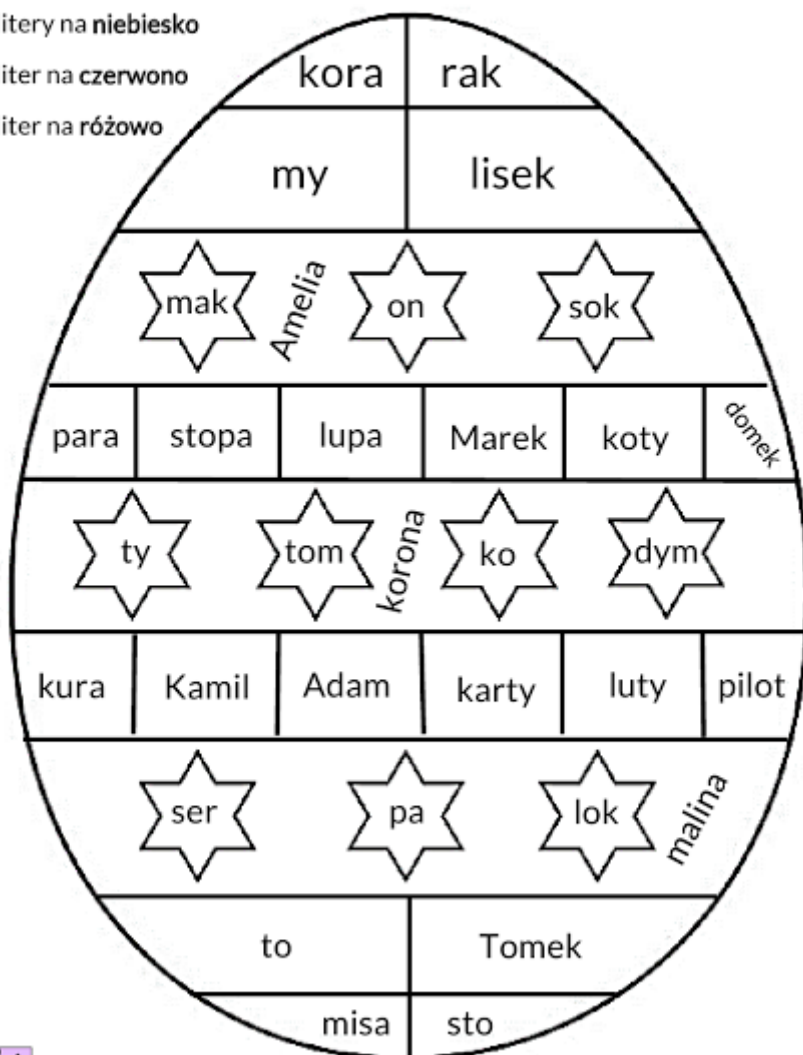 itery na niebiesko
iter na czerwono
iter na różowo
kora rak
my lisek
mak Amelia on sok
para stopa lupa Marek koty domek
ty tom korona ko dym
kura Kamil Adam karty luty pilot
ser pa lok malina
to Tomek
misa sto